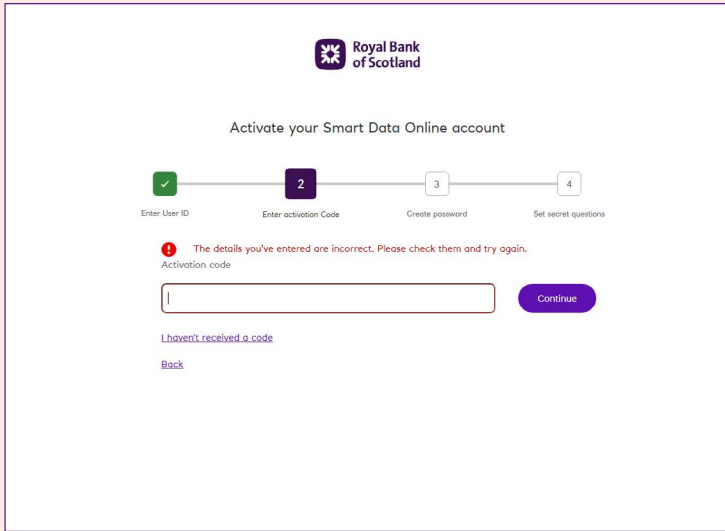 Royal Bank
of Scotland
Activate your Smart Data Online account
2
3
4
Enter User ID
Enter activation Code
Create password
Set secret questions
The details you've entered are incorrect. Please check them and try again.
Activation code
Continue
I haven't received a code
Back